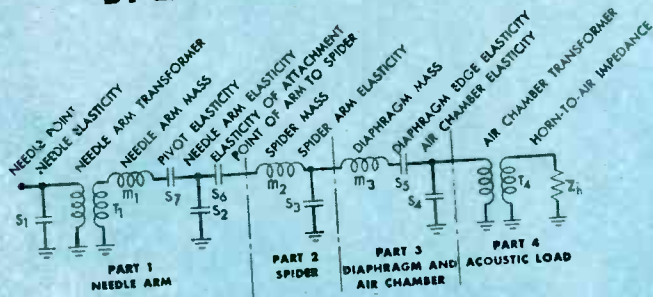 NEEDLE POINT
NEEDLE ELASTICITY
NEEDLE ARM TRANSFORMER
NEEDLE ARM MASS
PIVOT ELASTICITY
NEEDLE ARM ELASTICITY
ELASTICITY OF ATTACHMENT
POINT OF ARM TO SPIDER
SPIDER MASS
SPIDER ARM ELASTICITY
DIAPHRAGM MASS
DIAPHRAGM EDGE ELASTICITY
AIR CHAMBER ELASTICITY
AIR CHAMBER TRANSFORMER
HORN-TO-AIR IMPEDANCE
S1
T1
m1
S7
S2
S6
m2
S3
m3
S5
S4
T4
Zh
PART 1
NEEDLE ARM
PART 2
SPIDER
PART 3
DIAPHRAGM AND
AIR CHAMBER
PART 4
ACOUSTIC LOAD